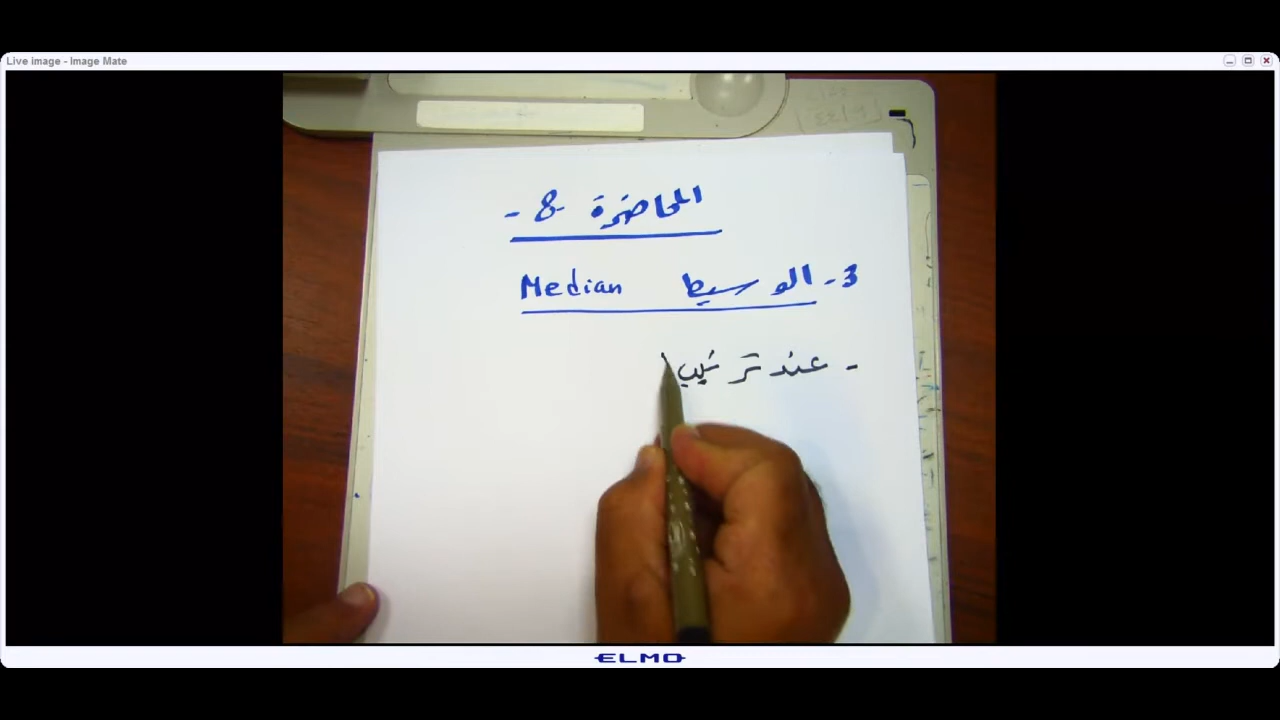 Live image - Image Mate
المحاضرة -8-
3- الوسيط Median
- عند ترتيب
ELMO